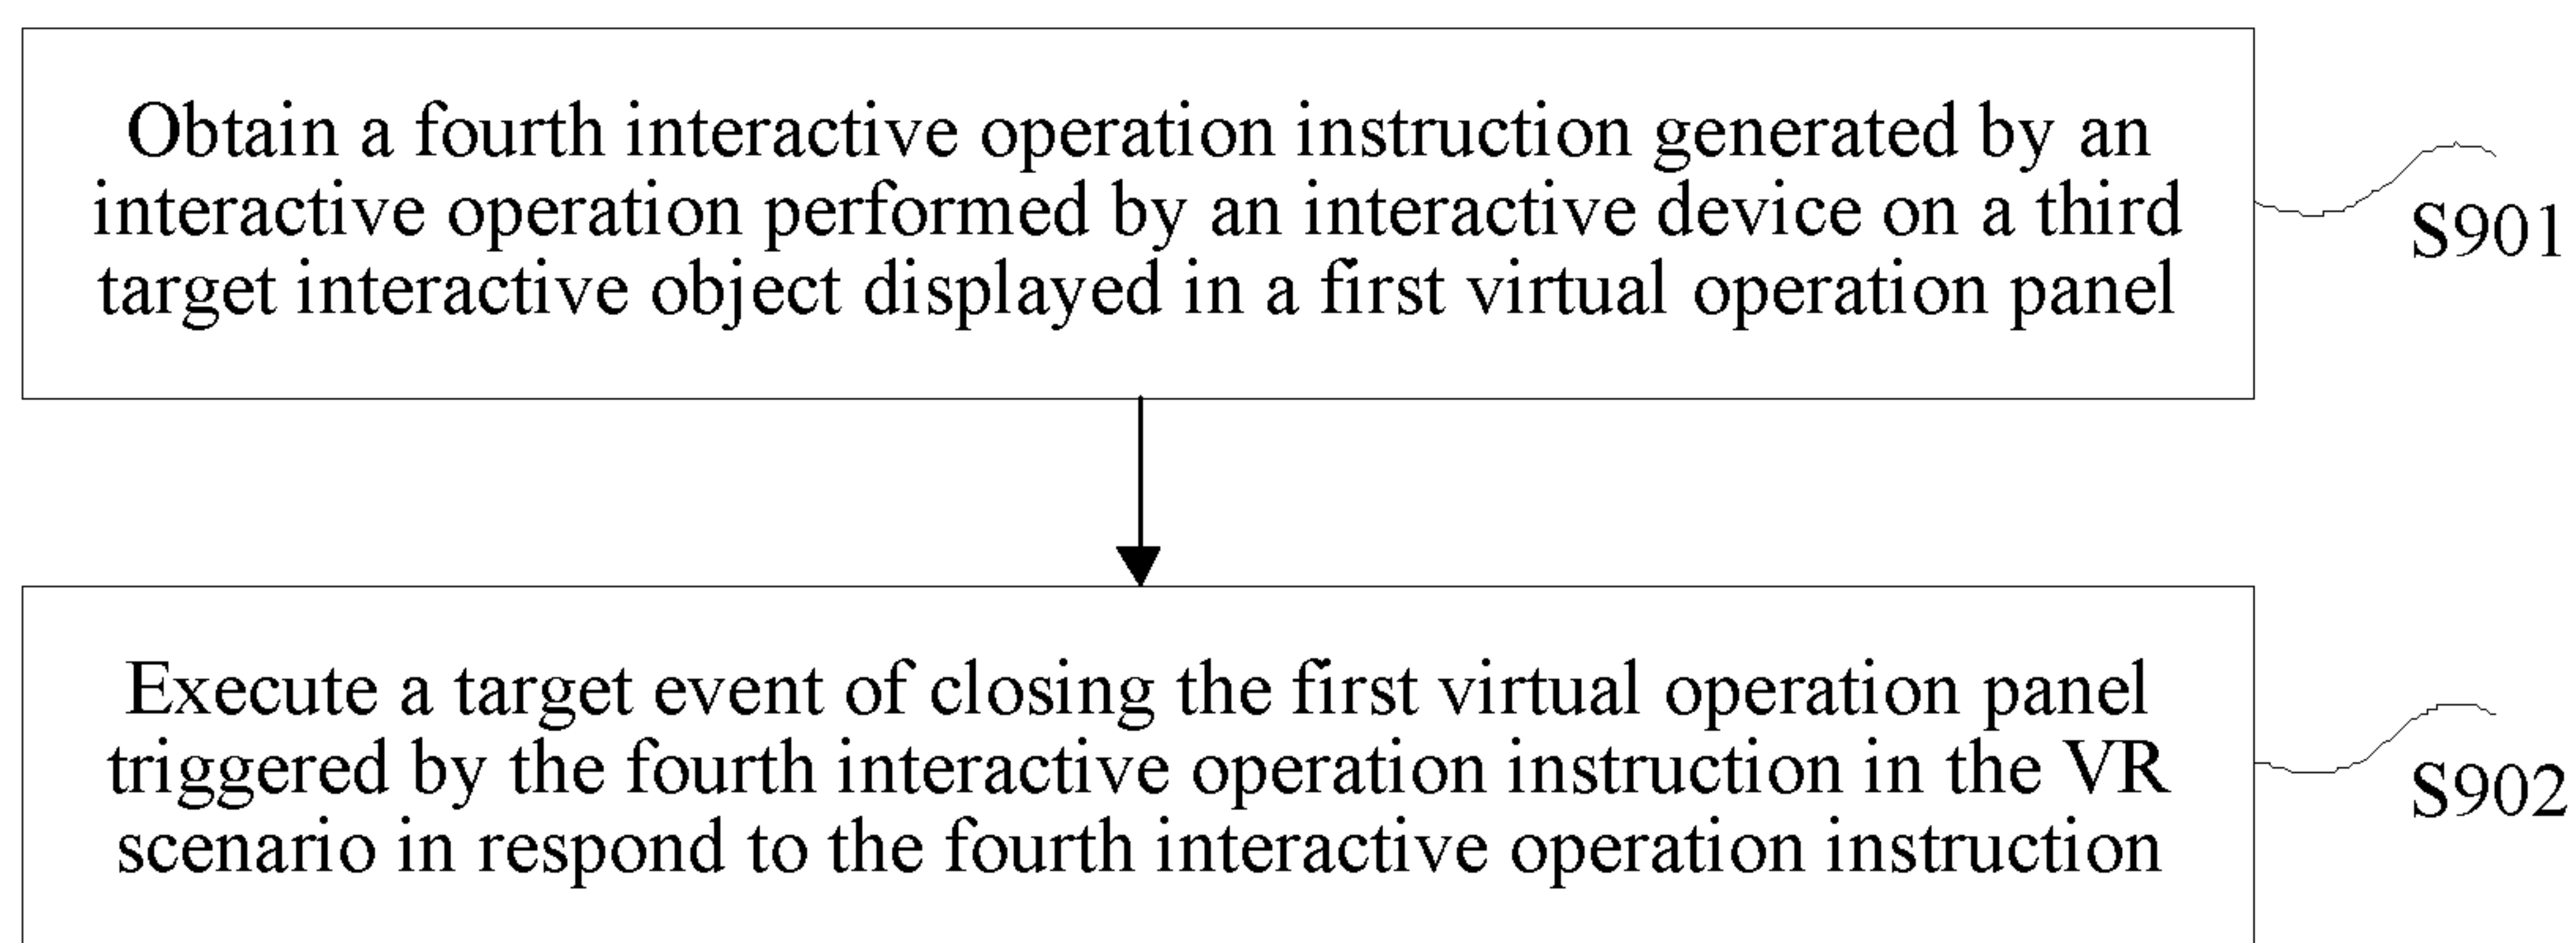 Obtain a fourth interactive operation instruction generated by an
interactive operation performed by an interactive device on a third
target interactive object displayed in a first virtual operation panel
S901
Execute a target event of closing the first virtual operation panel
triggered by the fourth interactive operation instruction in the VR
scenario in respond to the fourth interactive operation instruction
S902